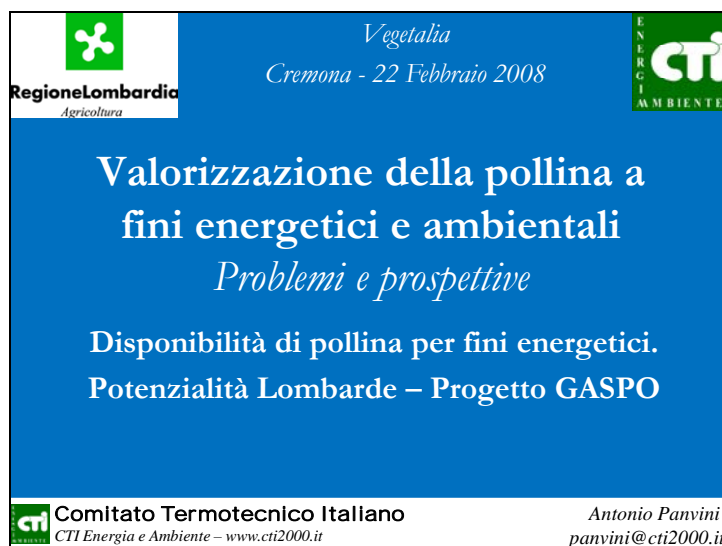 RegioneLombardia
Agricoltura
Vegetalia
Cremona - 22 Febbraio 2008
ENERGIA
CTI
AMBIENTE
Valorizzazione della pollina a
fini energetici e ambientali
Problemi e prospettive
Disponibilità di pollina per fini energetici.
Potenzialità Lombarde – Progetto GASPO
CTI
Comitato Termotecnico Italiano
CTI Energia e Ambiente – www.cti2000.it
Antonio Panvini
panvini@cti2000.it